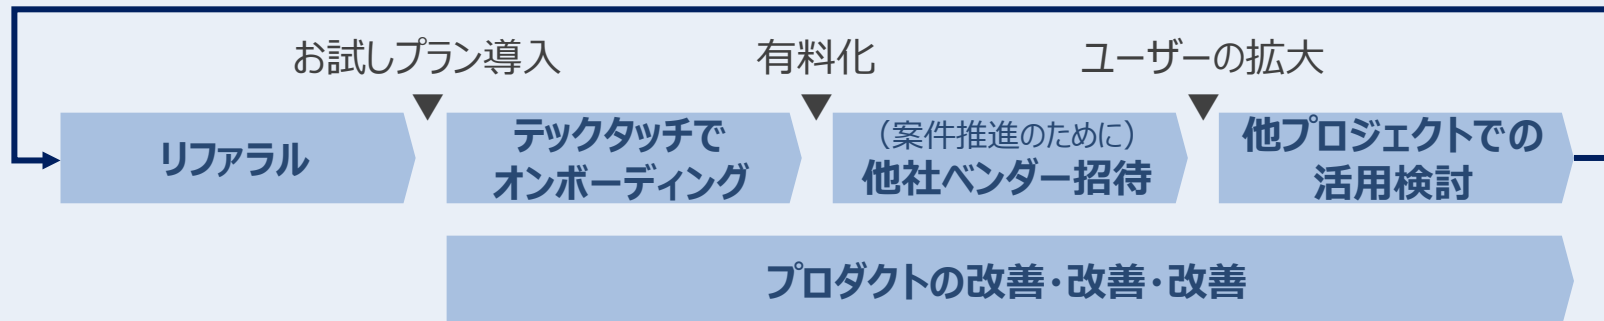 お試しプラン導入
有料化
ユーザーの拡大
リファラル
テックタッチで
オンボーディング
（案件推進のために）
他社ベンダー招待
他プロジェクトでの
活用検討
プロダクトの改善・改善・改善